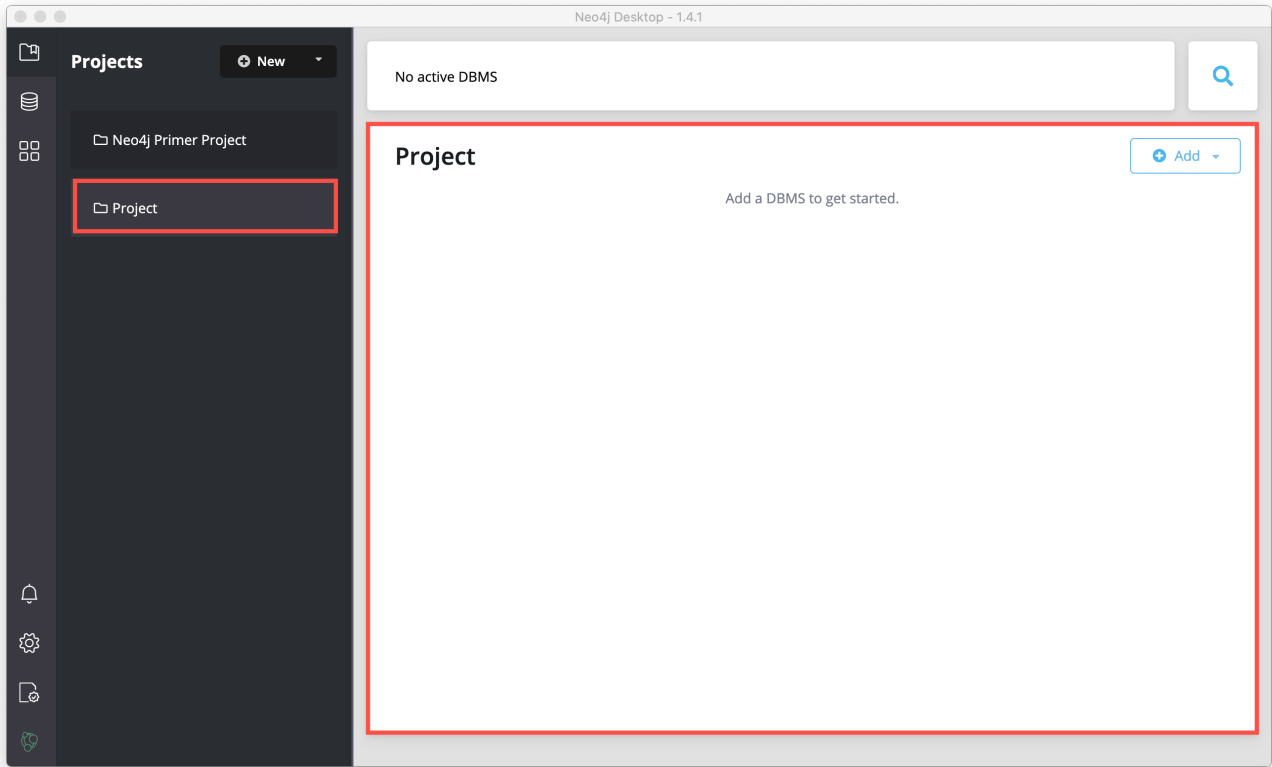 Neo4j Desktop - 1.4.1
Projects
New
Neo4j Primer Project
Project
No active DBMS
Project
Add
Add a DBMS to get started.